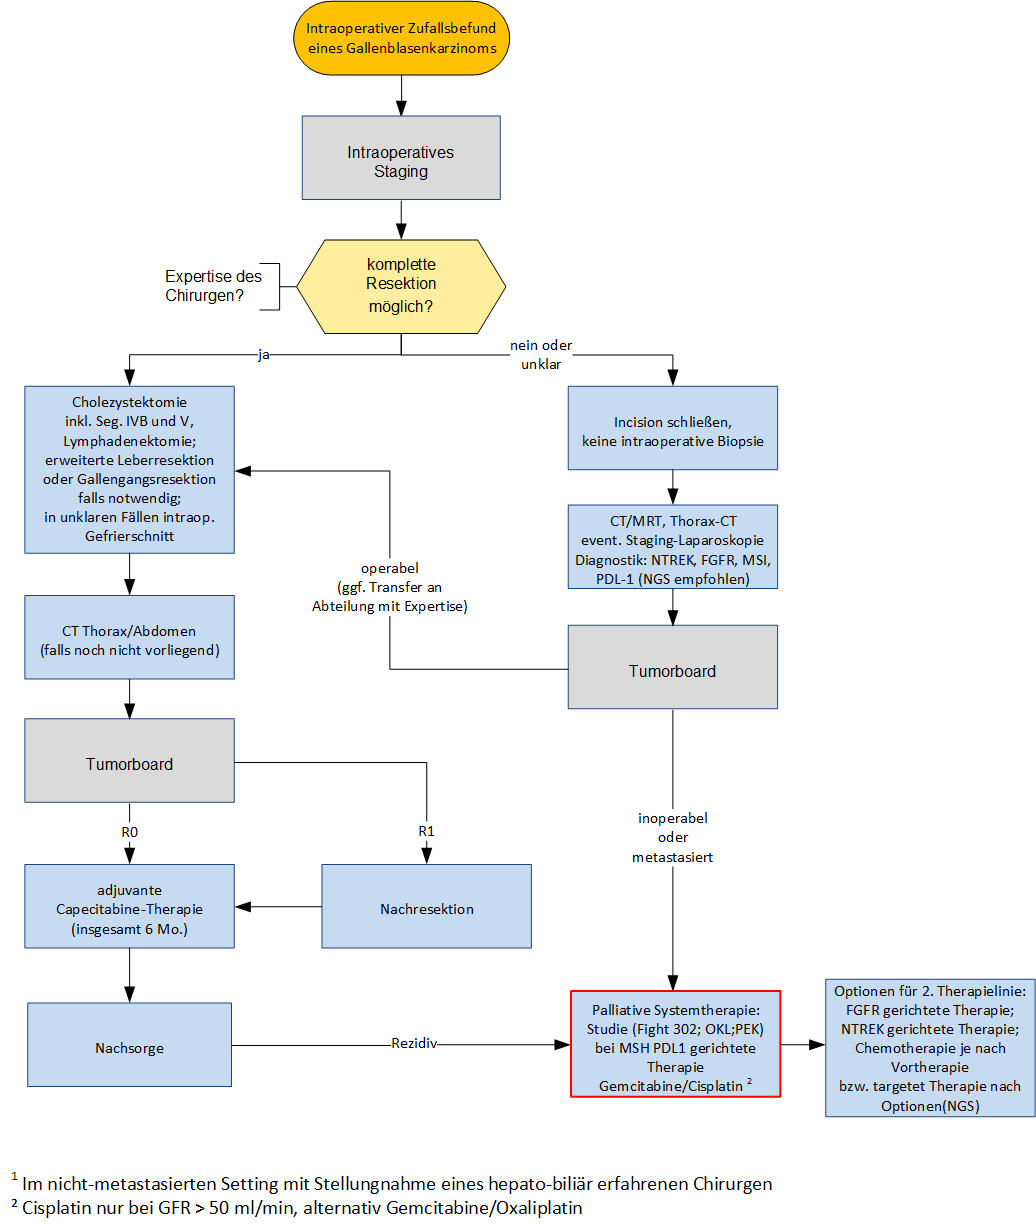 Intraoperativer Zufallsbefund
eines Gallenblasenkarzinoms
Intraoperatives
Staging
komplette
Resektion
möglich?
Expertise des
Chirurgen?
ja
nein oder
unklar
Cholezystektomie
inkl. Seg. IVB und V,
Lymphadenektomie;
erweiterte Leberresektion
oder Gallengangsresektion
falls notwendig;
in unklaren Fällen intraop.
Gefrierschnitt
Incision schließen,
keine intraoperative Biopsie
CT/MRT, Thorax-CT
event. Staging-Laparoskopie
Diagnostik: NTREK, FGFR, MSI,
PDL-1 (NGS empfohlen)
operabel
(ggf. Transfer an
Abteilung mit Expertise)
CT Thorax/Abdomen
(falls noch nicht vorliegend)
Tumorboard
Tumorboard
R0
R1
inoperabel
oder
metastasiert
adjuvante
Capecitabine-Therapie
(insgesamt 6 Mo.)
Nachresektion
Nachsorge
Rezidiv
Palliative Systemtherapie:
Studie (Fight 302; OKL;PEK)
bei MSH PDL1 gerichtete
Therapie
Gemcitabine/Cisplatin ²
Optionen für 2. Therapielinie:
FGFR gerichtete Therapie;
NTREK gerichtete Therapie;
Chemotherapie je nach
Vortherapie
bzw. targetet Therapie nach
Optionen(NGS)
¹ Im nicht-metastasierten Setting mit Stellungnahme eines hepato-biliär erfahrenen Chirurgen
² Cisplatin nur bei GFR > 50 ml/min, alternativ Gemcitabine/Oxaliplatin